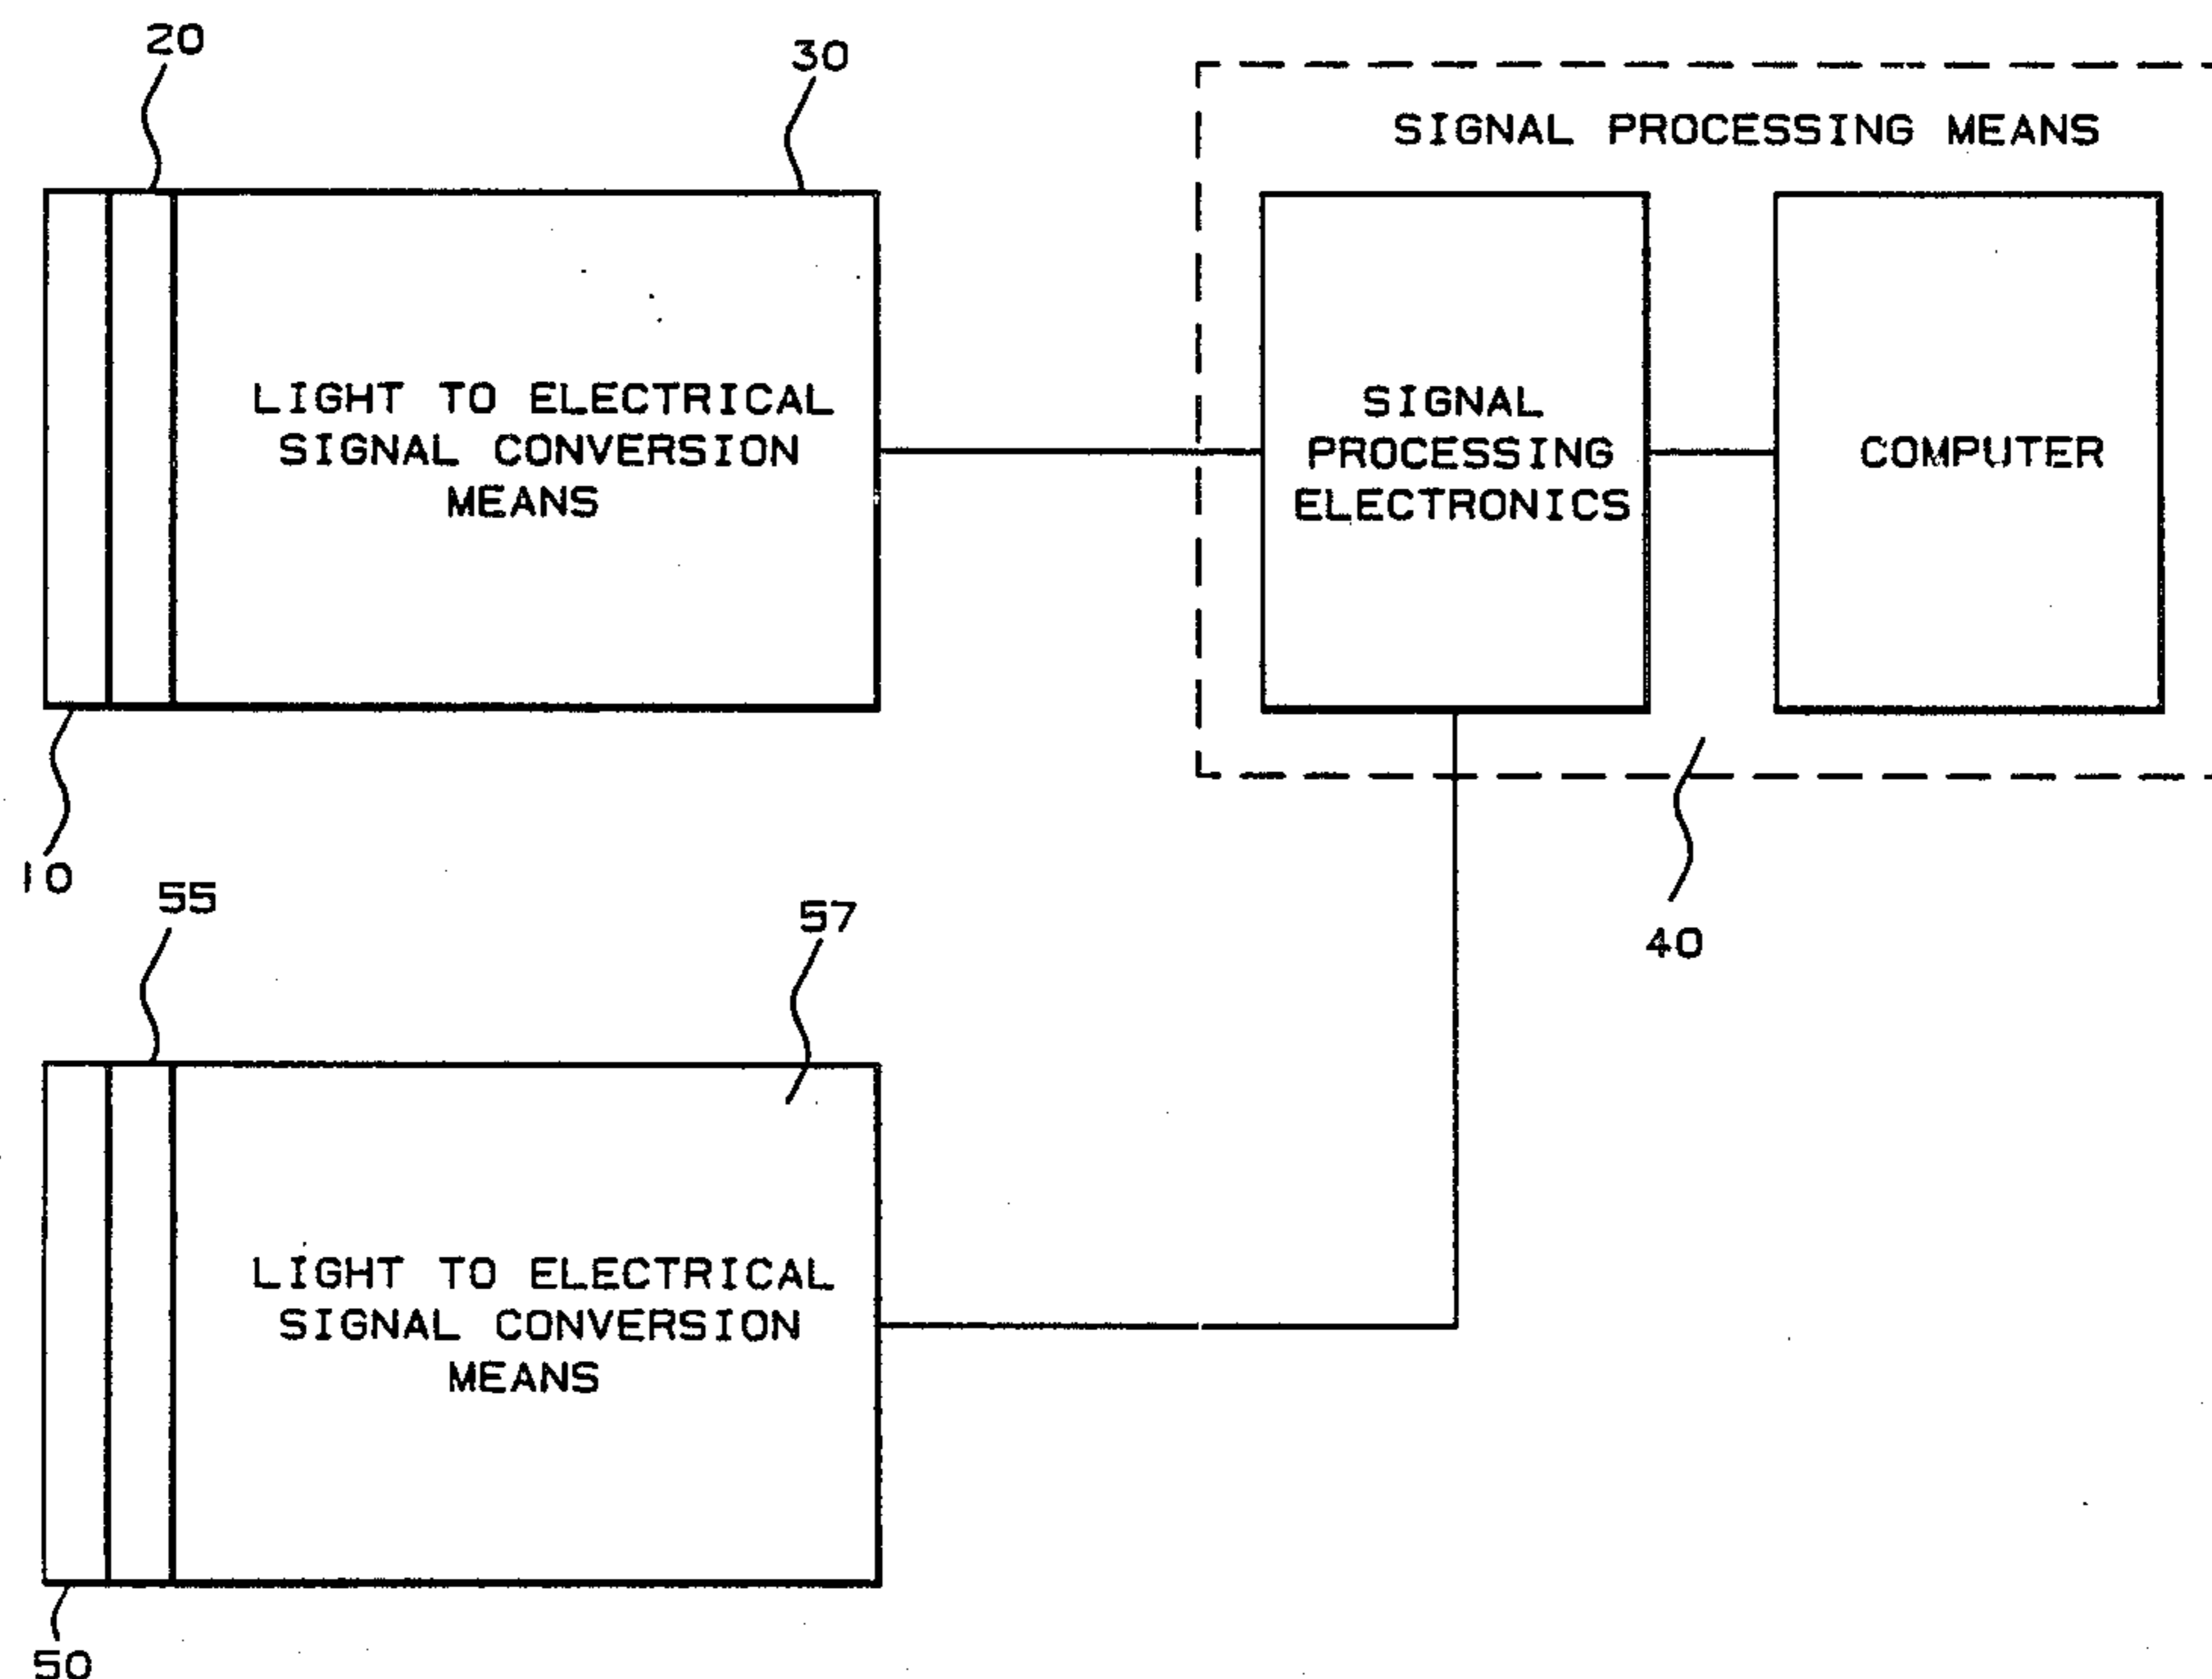 20
30
SIGNAL PROCESSING MEANS
LIGHT TO ELECTRICAL
SIGNAL CONVERSION
MEANS
SIGNAL
PROCESSING
ELECTRONICS
COMPUTER
10
40
55
57
LIGHT TO ELECTRICAL
SIGNAL CONVERSION
MEANS
50